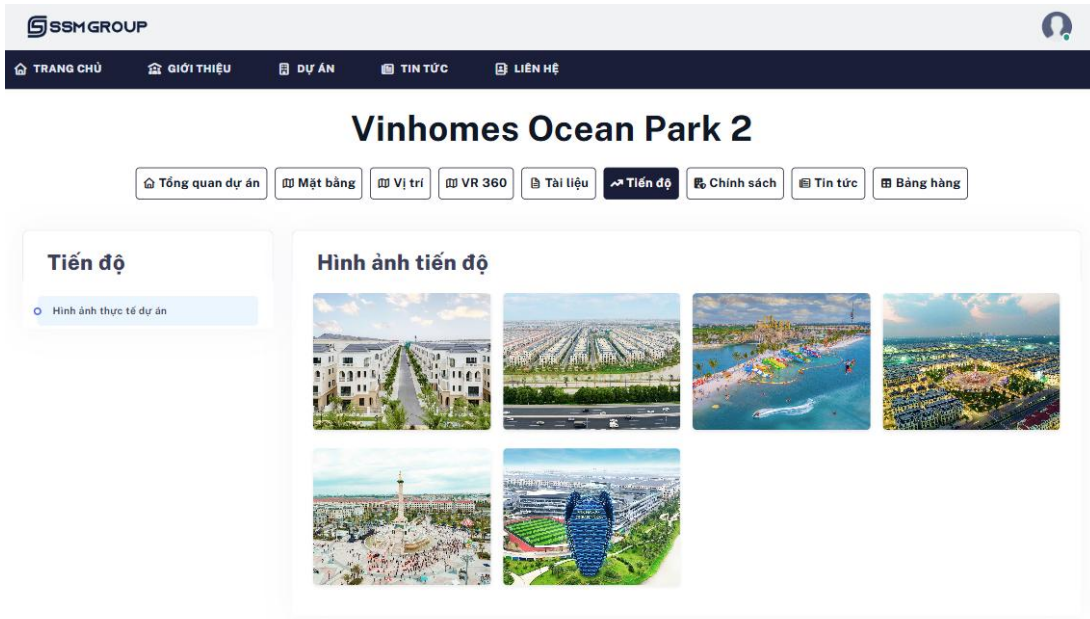 SSM GROUP
TRANG CHỦ GIỚI THIỆU DỰ ÁN TIN TỨC LIÊN HỆ
Vinhomes Ocean Park 2
Tổng quan dự án Mặt bằng Vị trí VR 360 Tài liệu Tiến độ Chính sách Tin tức Bảng hàng
Tiến độ
Hình ảnh thực tế dự án
Hình ảnh tiến độ